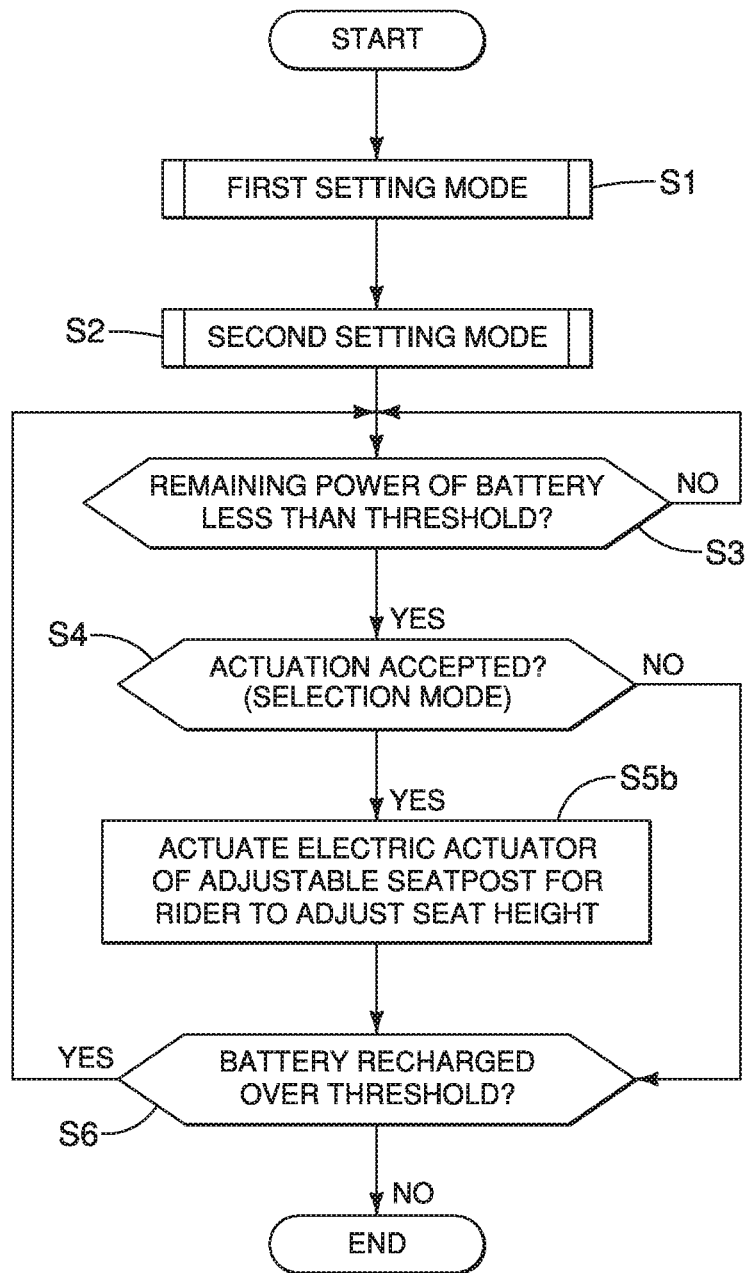 START
FIRST SETTING MODE
S1
S2
SECOND SETTING MODE
REMAINING POWER OF BATTERY
LESS THAN THRESHOLD?
NO
S3
YES
S4
ACTUATION ACCEPTED?
(SELECTION MODE)
NO
YES
S5b
ACTUATE ELECTRIC ACTUATOR
OF ADJUSTABLE SEATPOST FOR
RIDER TO ADJUST SEAT HEIGHT
YES
BATTERY RECHARGED
OVER THRESHOLD?
S6
NO
END